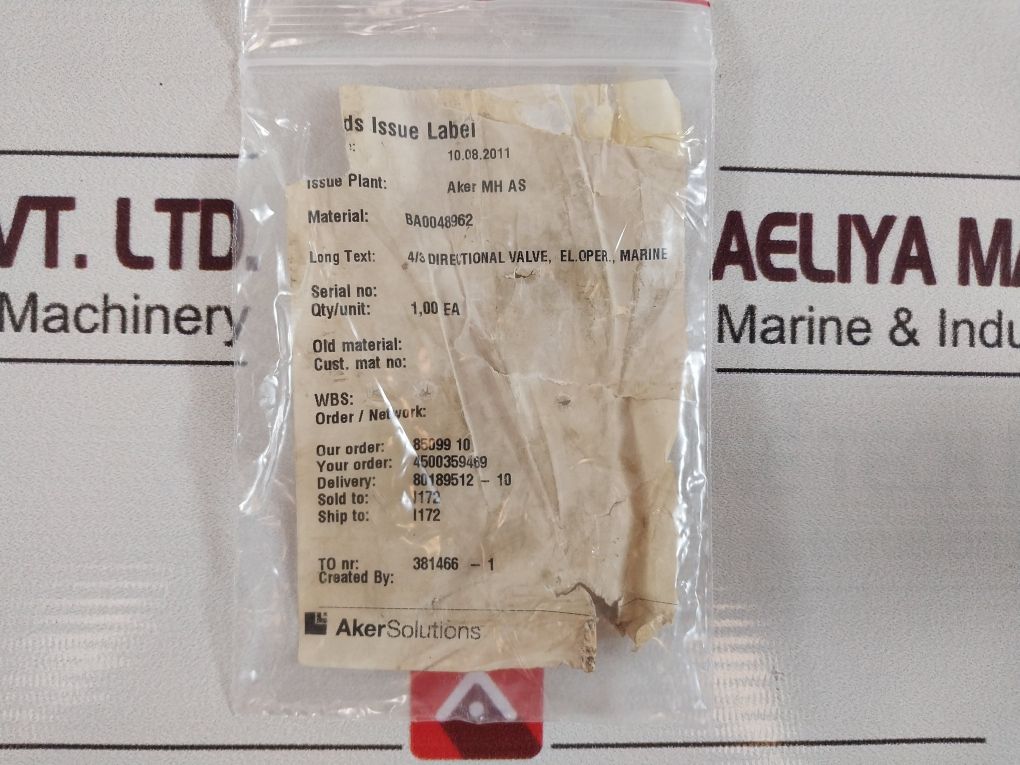 ds Issue Label
: 10.08.2011
Issue Plant: Aker MH AS
Material: BA0048962
Long Text: 4/3 DIRECTIONAL VALVE, EL.OPER., MARINE
Serial no:
Qty/unit: 1,00 EA
Old material:
Cust. mat no:
WBS:
Order / Network:
Our order: 10
Your order: 4500359469
Delivery: 80189512 - 10
Sold to: I172
Ship to: I172
TO nr: 381466 - 1
Created By:
AkerSolutions
VT. LTD.
Machinery
AELIYA MA
Marine & Indu